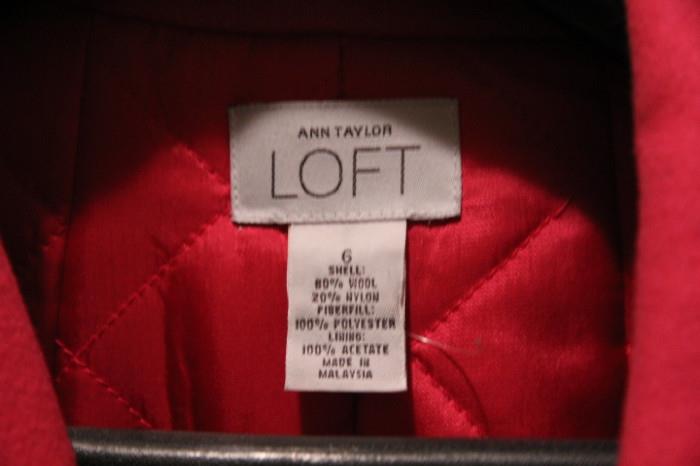 ANN TAYLOR
LOFT
6
SHELL:
80% WOOL
20% NYLON
FIBERFILL:
100% POLYESTER
LINING:
100% ACETATE
MADE IN
MALAYSIA